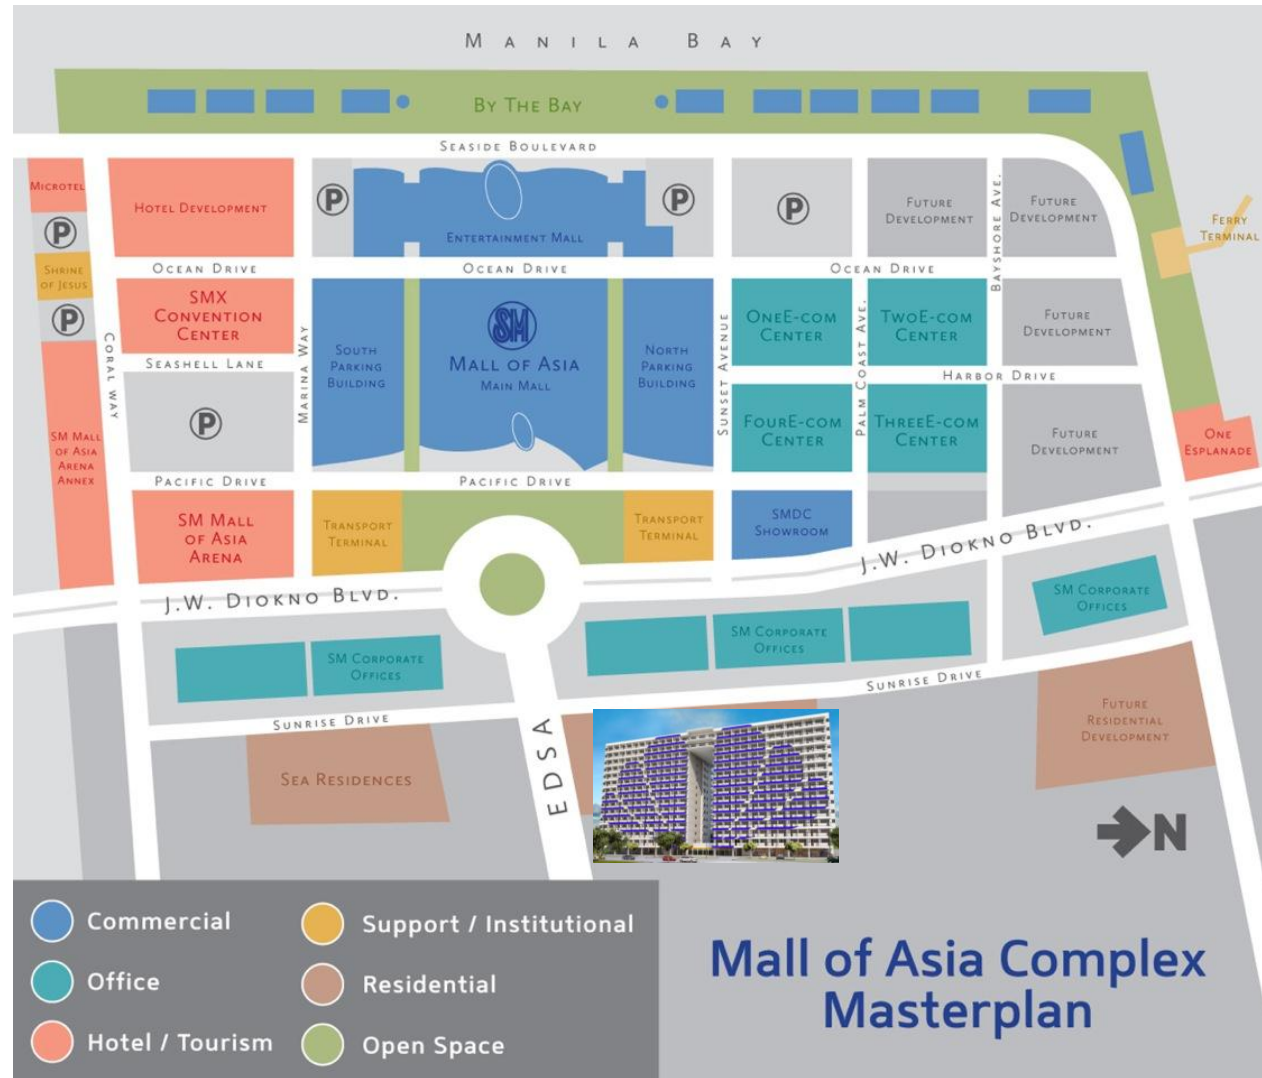 MANILA BAY
BY THE BAY
SEASIDE BOULEVARD
MICROTEL
P
SHRINE
OF JESUS
P
SM MALL
OF ASIA
ARENA
ANNEX
CORAL WAY
HOTEL DEVELOPMENT
OCEAN DRIVE
SMX
CONVENTION
CENTER
SEASHELL LANE
P
PACIFIC DRIVE
SM MALL
OF ASIA
ARENA
MARINA WAY
P
ENTERTAINMENT MALL
P
OCEAN DRIVE
SOUTH
PARKING
BUILDING
SM
MALL OF ASIA
MAIN MALL
NORTH
PARKING
BUILDING
PACIFIC DRIVE
TRANSPORT
TERMINAL
TRANSPORT
TERMINAL
SUNSET AVENUE
P
FUTURE
DEVELOPMENT
BAYSHORE AVE.
FUTURE
DEVELOPMENT
FERRY
TERMINAL
OCEAN DRIVE
ONEE-COM
CENTER
PALM COAST AVE.
TWOE-COM
CENTER
FUTURE
DEVELOPMENT
HARBOR DRIVE
FOURE-COM
CENTER
THREEE-COM
CENTER
FUTURE
DEVELOPMENT
ONE
ESPLANADE
SMDC
SHOWROOM
J.W. DIOKNO BLVD.
J.W. DIOKNO BLVD.
SM CORPORATE
OFFICES
SM CORPORATE
OFFICES
SM CORPORATE
OFFICES
SUNRISE DRIVE
SUNRISE DRIVE
EDSA
SEA RESIDENCES
FUTURE
RESIDENTIAL
DEVELOPMENT
N
Commercial
Office
Hotel / Tourism
Support / Institutional
Residential
Open Space
Mall of Asia Complex
Masterplan